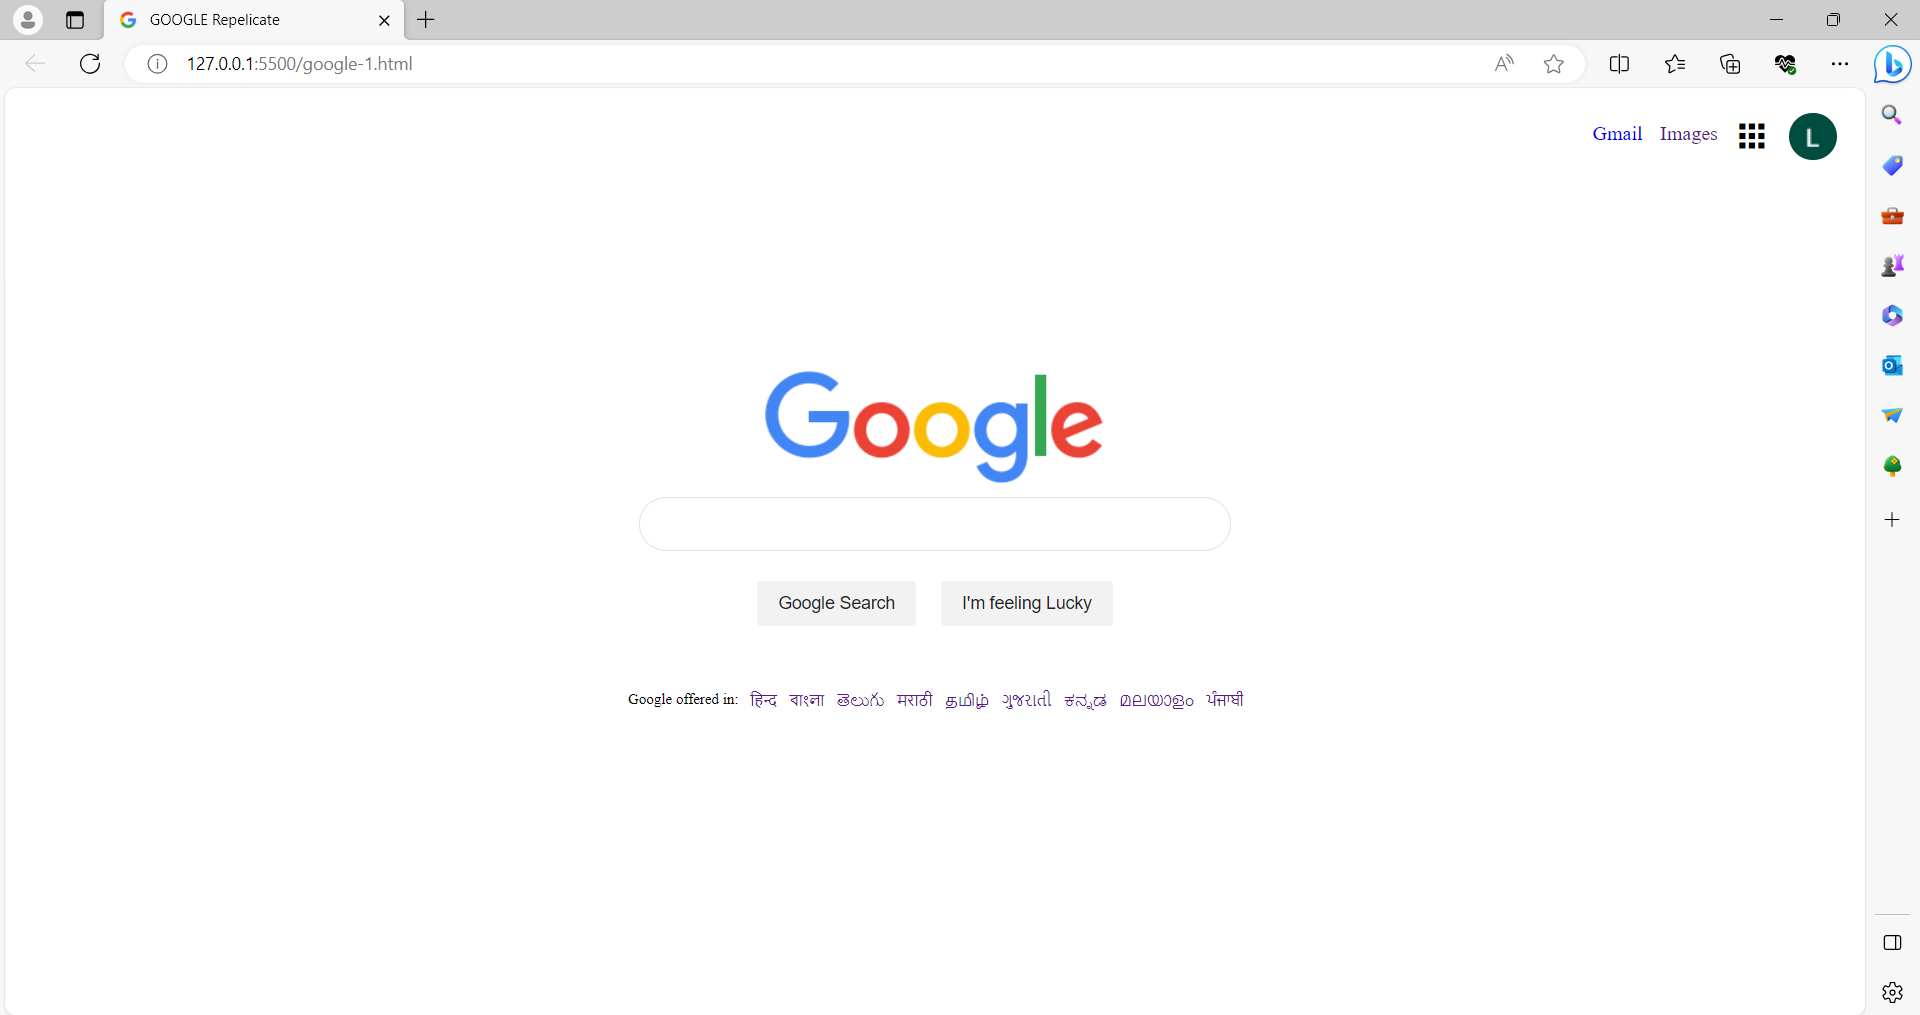 GOOGLE Repelicate
127.0.0.1:5500/google-1.html
Gmail Images L
Google
Google Search I'm feeling Lucky
Google offered in: हिन्द বাংলা తెలుగు मराठी தமிழ் ગુજરાતી ಕನ್ನಡ മലയാളം ਪੰਜਾਬੀ